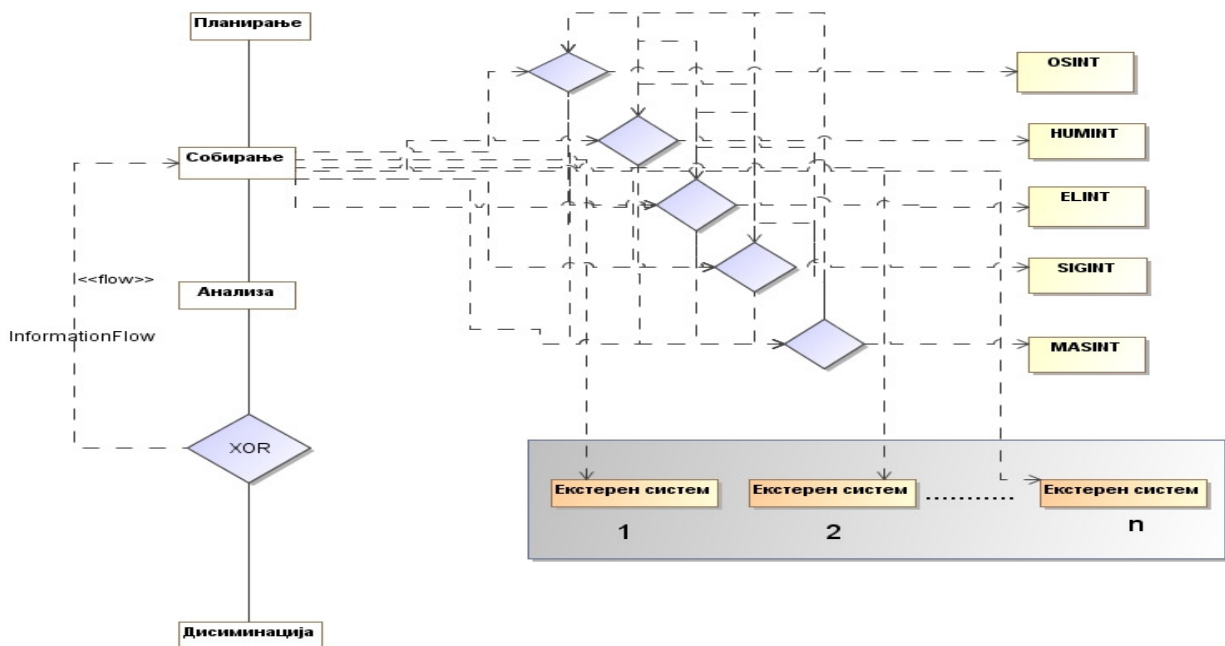 Планирање
OSINT
HUMINT
Собирање
ELINT
SIGINT
<<flow>>
Анализа
InformationFlow
MASINT
XOR
Екстерен систем
1
Екстерен систем
2
............
Екстерен систем
n
Дисиминација